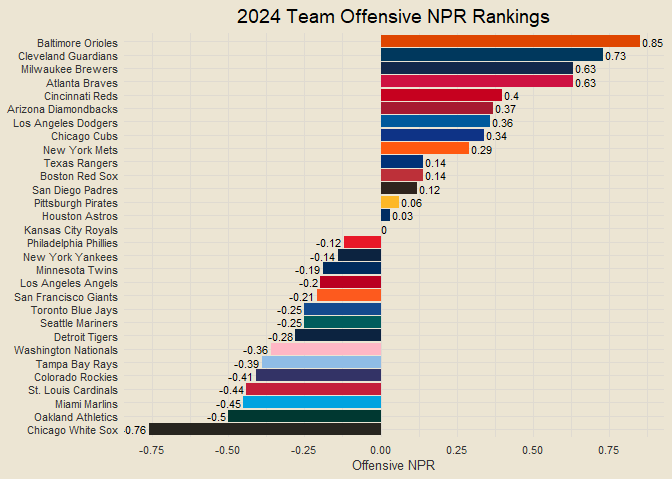 2024 Team Offensive NPR Rankings
Baltimore Orioles 0.85
Cleveland Guardians 0.73
Milwaukee Brewers 0.63
Atlanta Braves 0.63
Cincinnati Reds 0.4
Arizona Diamondbacks 0.37
Los Angeles Dodgers 0.36
Chicago Cubs 0.34
New York Mets 0.29
Texas Rangers 0.14
Boston Red Sox 0.14
San Diego Padres 0.12
Pittsburgh Pirates 0.06
Houston Astros 0.03
Kansas City Royals 0
Philadelphia Phillies -0.12
New York Yankees -0.14
Minnesota Twins -0.19
Los Angeles Angels -0.2
San Francisco Giants -0.21
Toronto Blue Jays -0.25
Seattle Mariners -0.25
Detroit Tigers -0.28
Washington Nationals -0.36
Tampa Bay Rays -0.39
Colorado Rockies -0.41
St. Louis Cardinals -0.44
Miami Marlins -0.45
Oakland Athletics -0.5
Chicago White Sox -0.76
-0.75 -0.50 -0.25 0.00 0.25 0.50 0.75
Offensive NPR